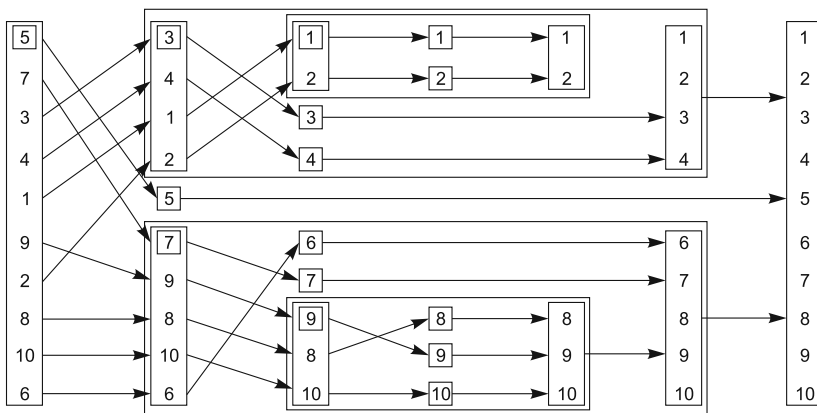 5 3 1 1 1 1 1
7 4 2 2 2 2 2
3 1 3 3 3
4 2 4 4 4
1 5 5
9 7 6 6 6
2 9 7 7 7
8 8 9 8 8 8 8
10 10 8 9 9 9 9
6 6 10 10 10 10 10